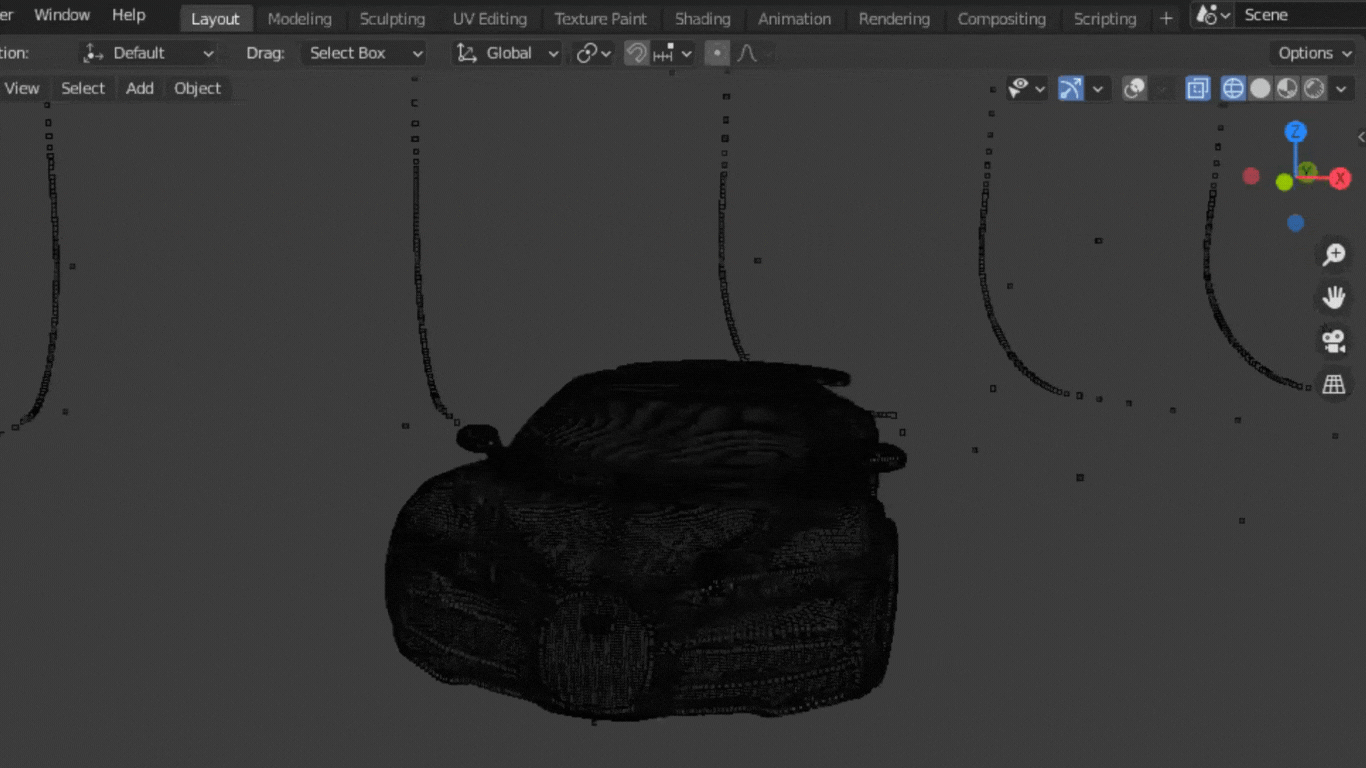 er Window Help Layout Modeling Sculpting UV Editing Texture Paint Shading Animation Rendering Compositing Scripting + Scene
tion: Default Drag: Select Box Global Options
View Select Add Object
Z
Y
X